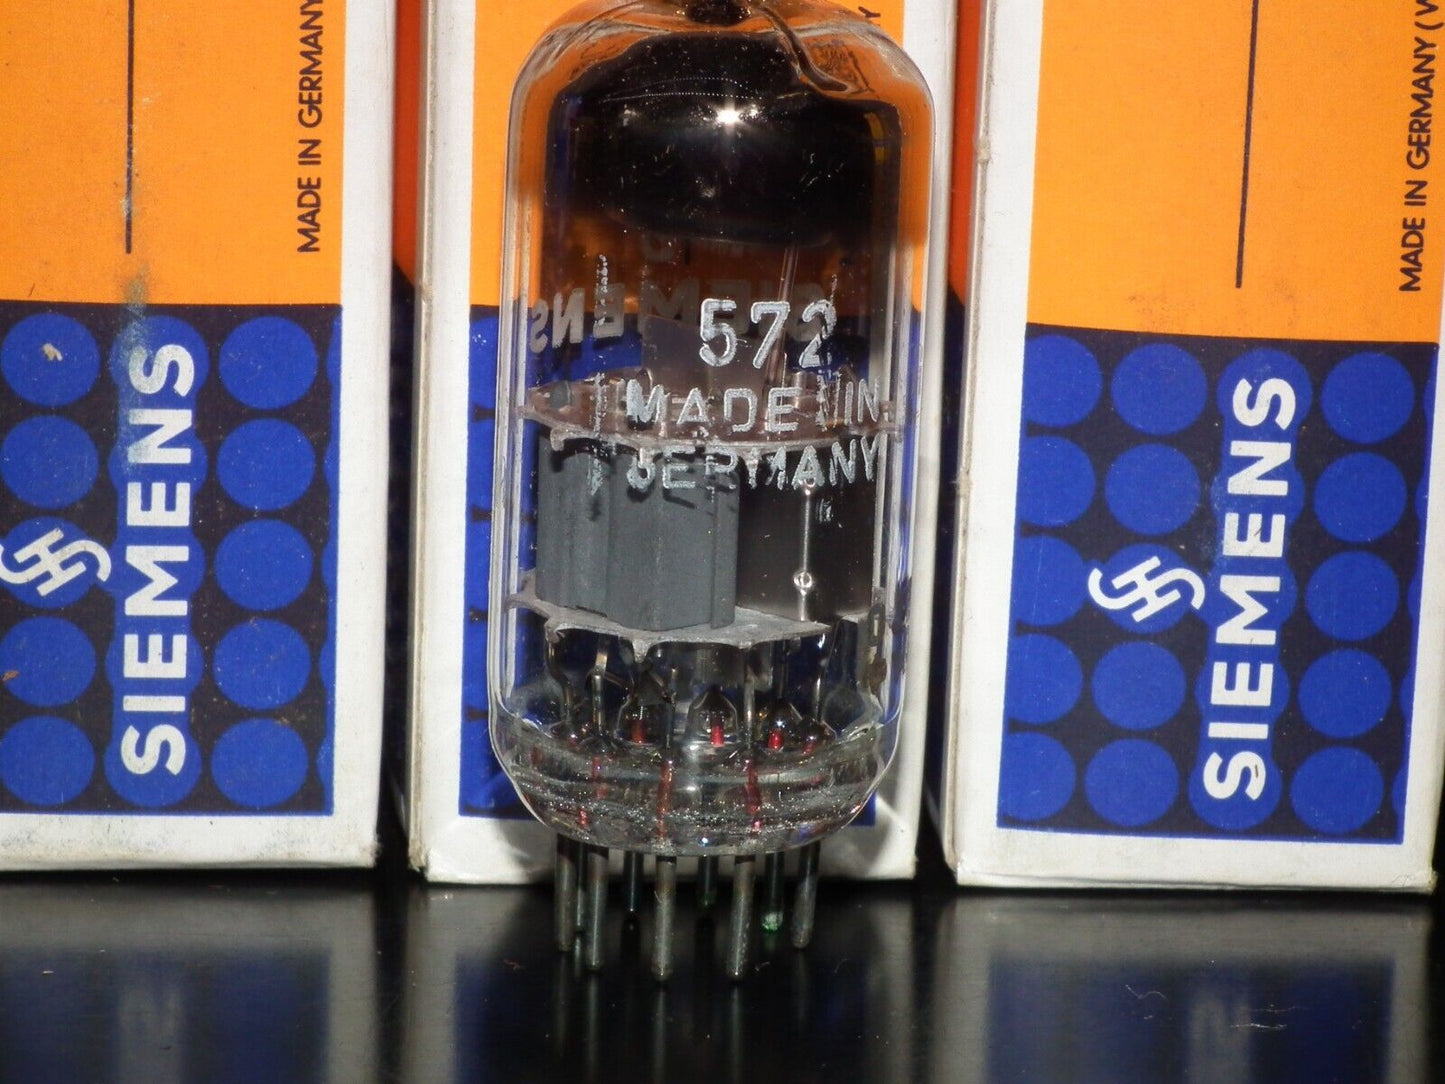 MADE IN GERMANY
SIEMENS
SIEMENS
572
MADE IN
GERMANY
MADE IN GERMANY (W
SIEMENS